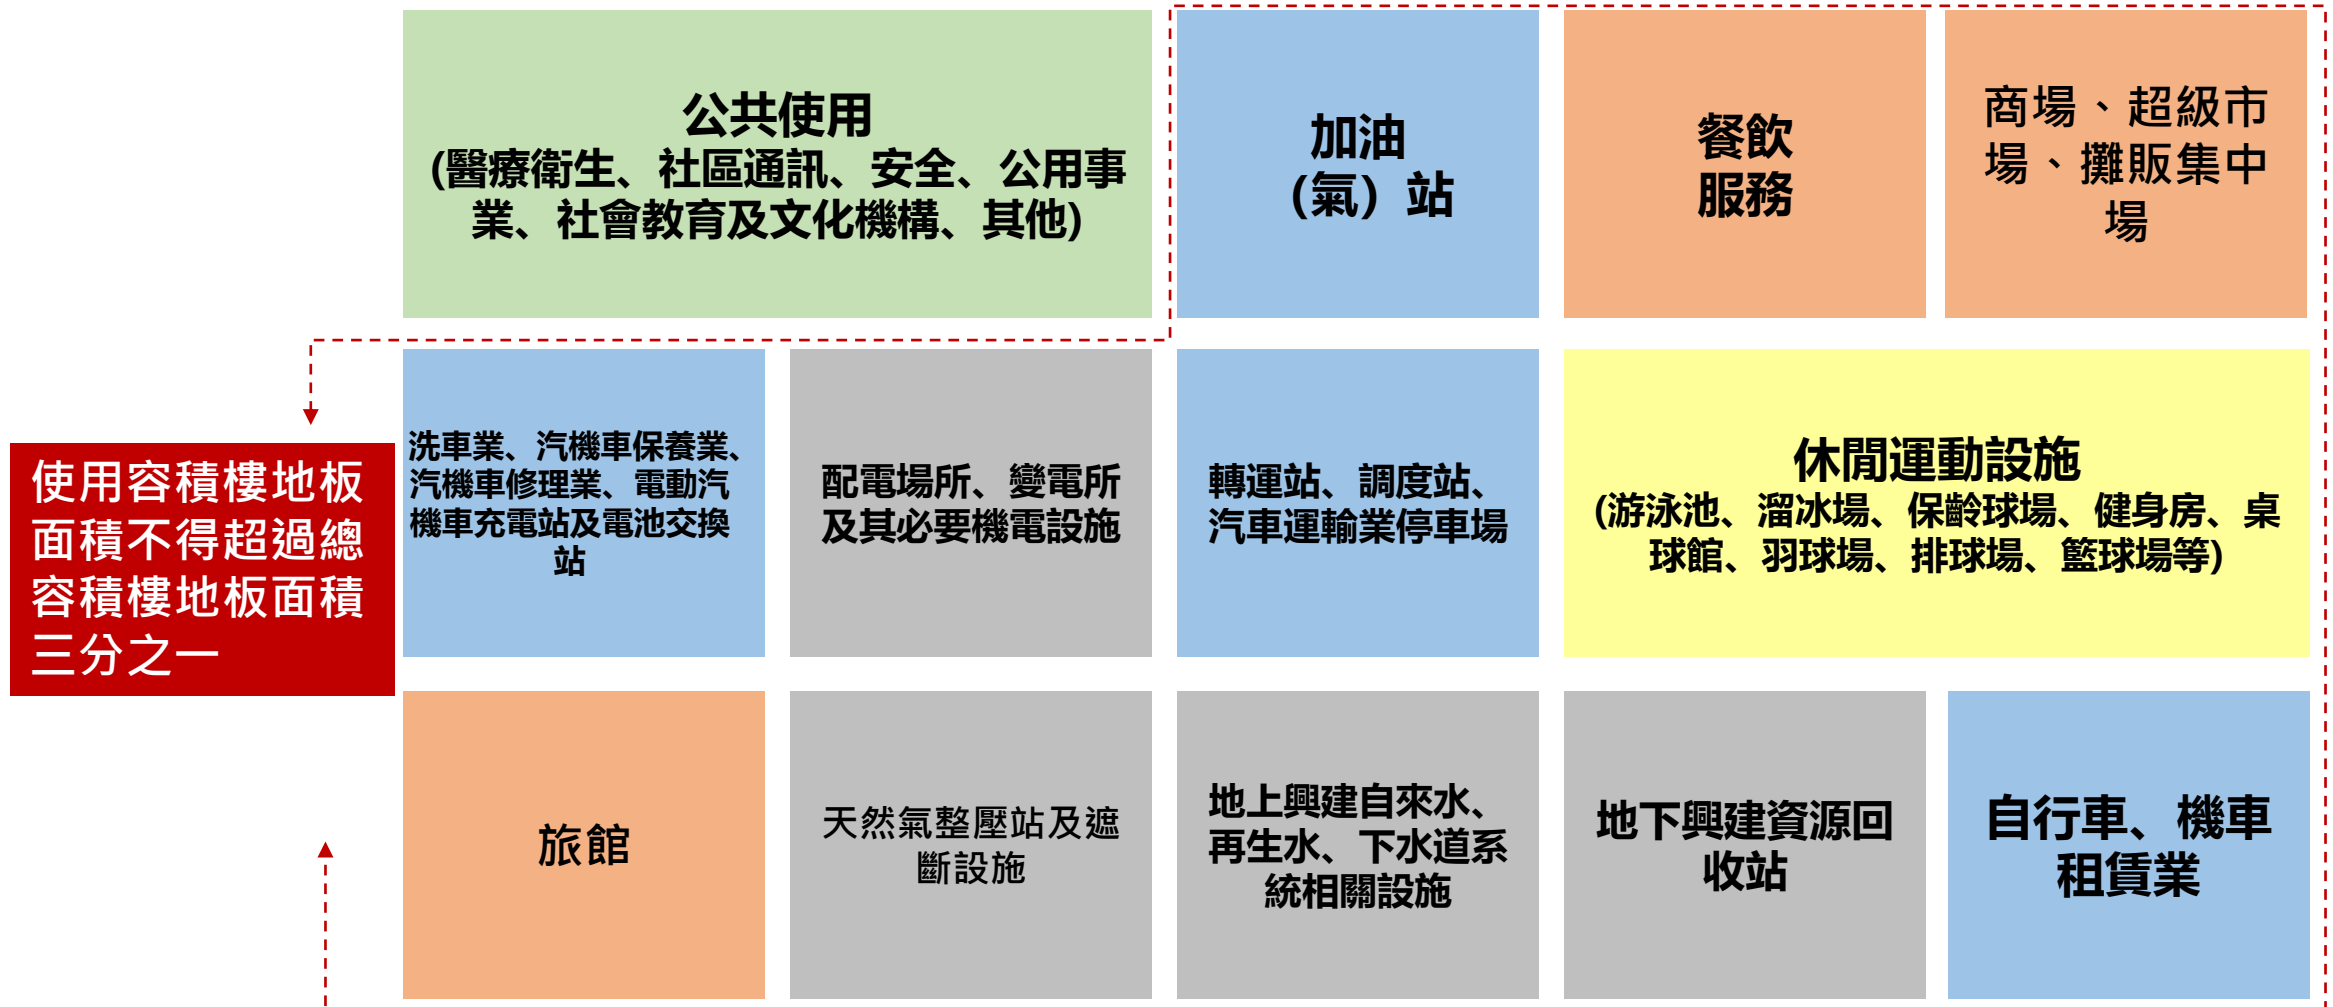 公共使用
(醫療衛生、社區通訊、安全、公用事
業、社會教育及文化機構、其他)
加油
（氣）站
餐飲
服務
商場、超級市
場、攤販集中
場
使用容積樓地板
面積不得超過總
容積樓地板面積
三分之一
洗車業、汽機車保養業、
汽機車修理業、電動汽
機車充電站及電池交換
站
配電場所、變電所
及其必要機電設施
轉運站、調度站、
汽車運輸業停車場
休閒運動設施
(游泳池、溜冰場、保齡球場、健身房、桌
球館、羽球場、排球場、籃球場等)
旅館
天然氣整壓站及遮
斷設施
地上興建自來水、
再生水、下水道系
統相關設施
地下興建資源回
收站
自行車、機車
租賃業